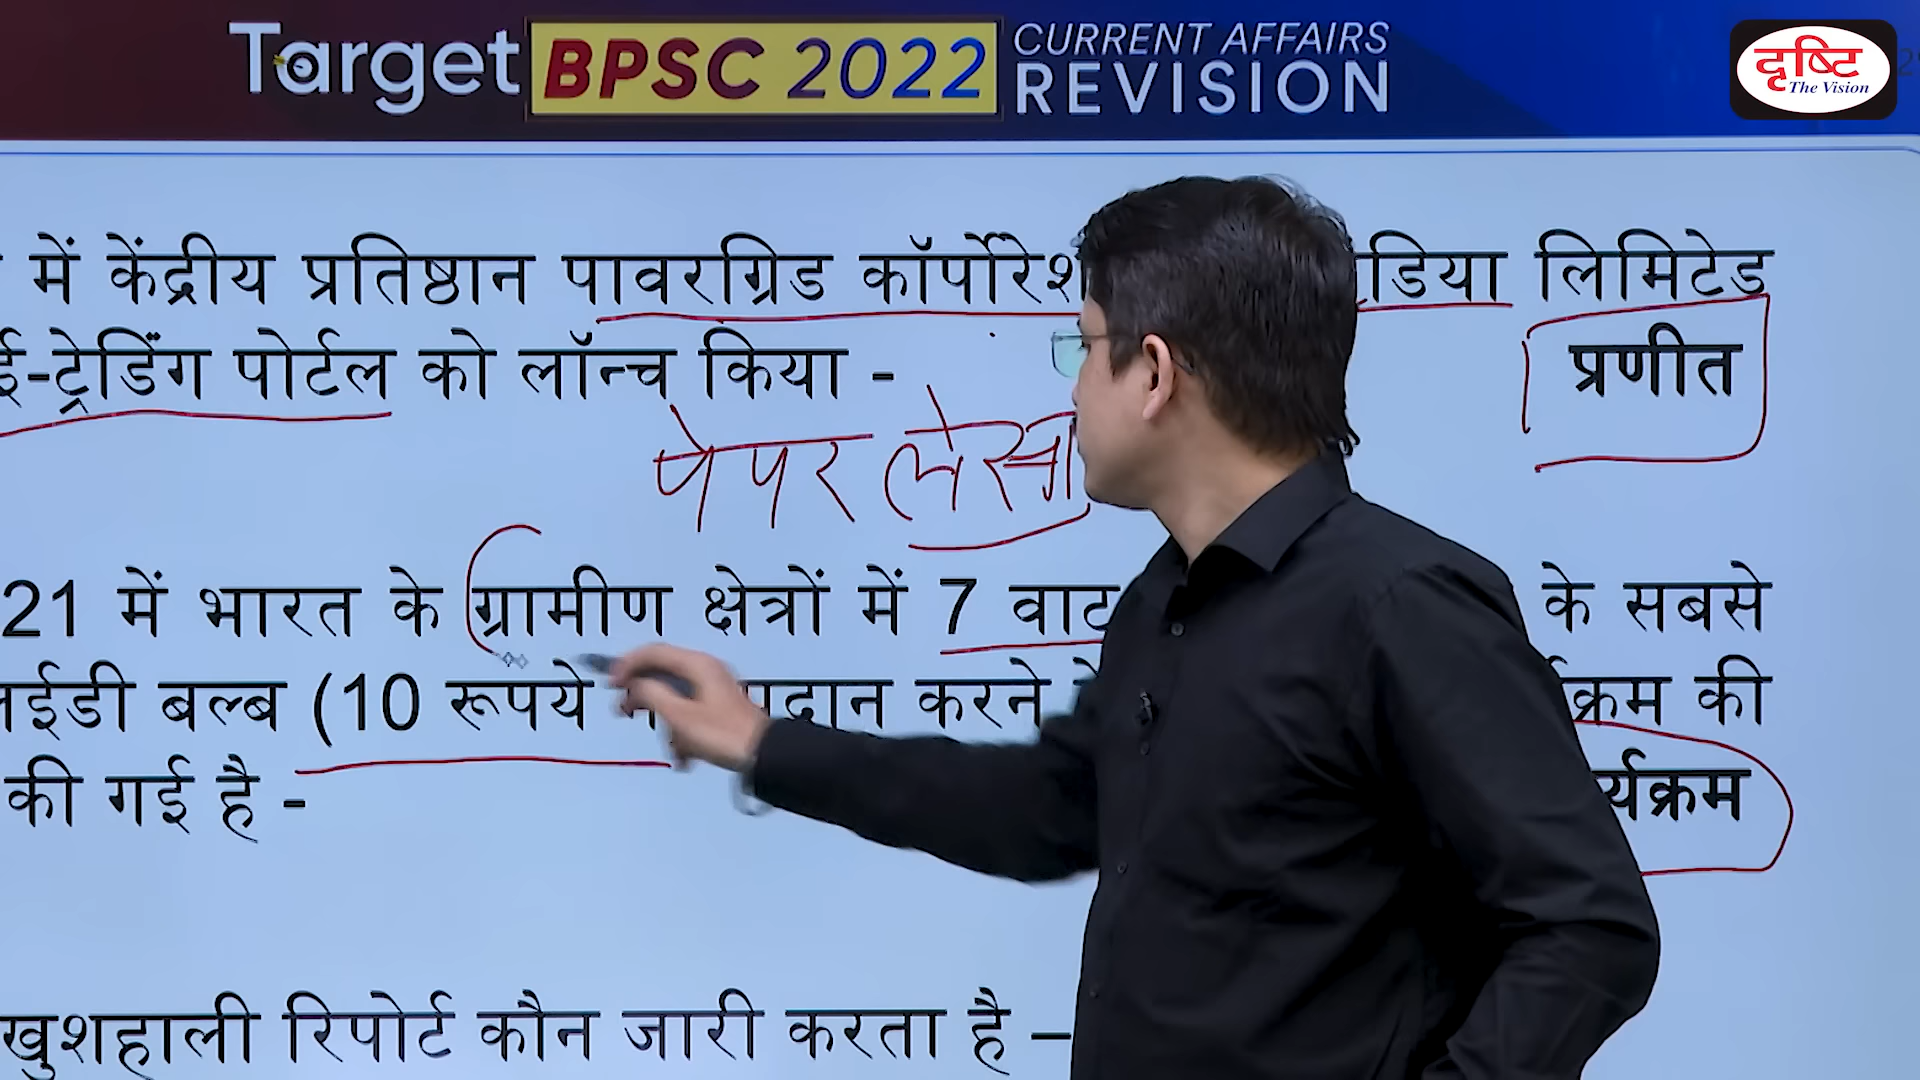 Target BPSC 2022 CURRENT AFFAIRS REVISION
दृष्टि
The Vision
में केंद्रीय प्रतिष्ठान पावरग्रिड कॉर्पोरेश डिया लिमिटेड
ई-ट्रेडिंग पोर्टल को लॉन्च किया - प्रणीत
पेपर लेस
21 में भारत के ग्रामीण क्षेत्रों में 7 वाट के सबसे
ईडी बल्ब (10 रूपये प्रदान करने क्रम की
की गई है - र्यक्रम
खुशहाली रिपोर्ट कौन जारी करता है –